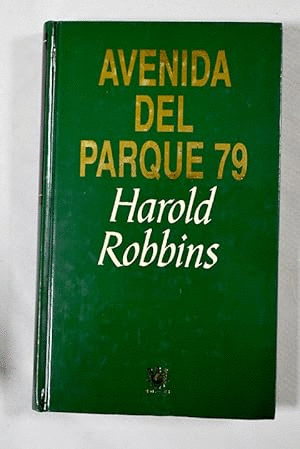 AVENIDA
DEL
PARQUE 79
Harold
Robbins